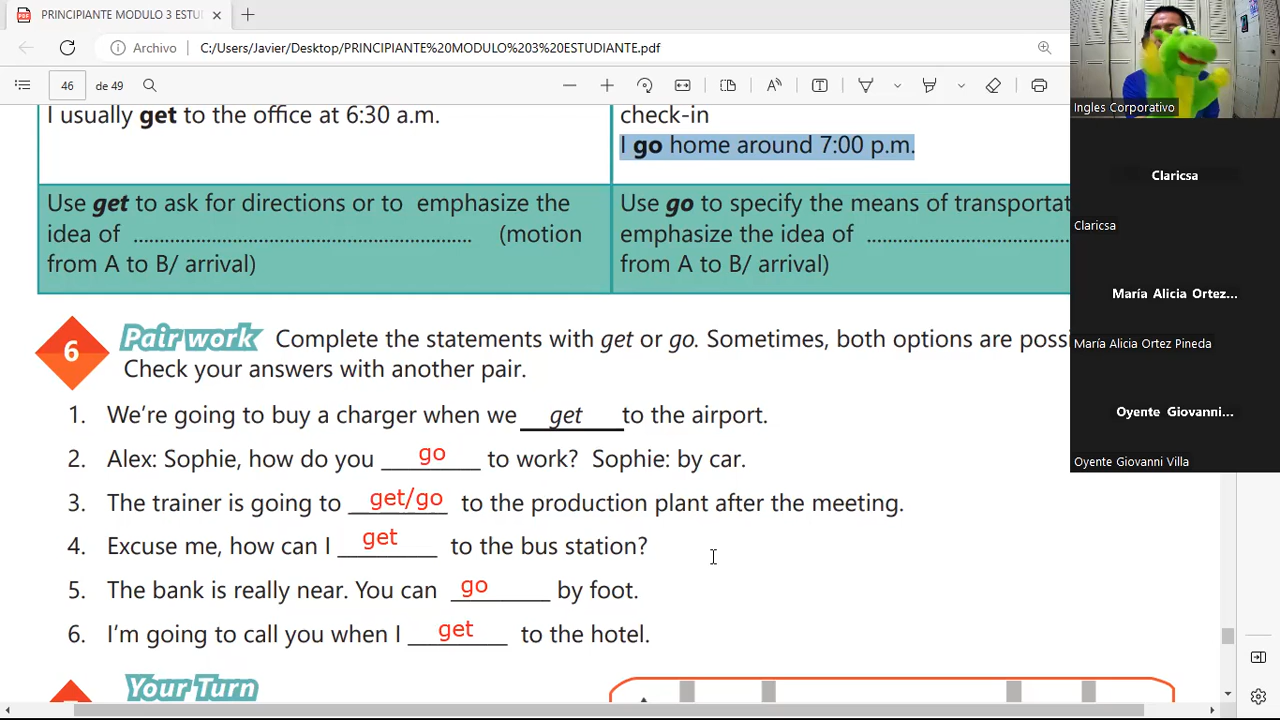 PRINCIPIANTE MODULO 3 ESTU
Archivo C:/Users/Javier/Desktop/PRINCIPIANTE%20MODULO%203%20ESTUDIANTE.pdf
46 de 49
I usually get to the office at 6:30 a.m.
check-in
I go home around 7:00 p.m.
Use get to ask for directions or to emphasize the
idea of ................................................................ (motion
from A to B/ arrival)
Use go to specify the means of transportat
emphasize the idea of ......................................
from A to B/ arrival)
6 Pair work Complete the statements with get or go. Sometimes, both options are possi
Check your answers with another pair.
1. We're going to buy a charger when we get to the airport.
2. Alex: Sophie, how do you go to work? Sophie: by car.
3. The trainer is going to get/go to the production plant after the meeting.
4. Excuse me, how can I get to the bus station?
5. The bank is really near. You can go by foot.
6. I'm going to call you when I get to the hotel.
Your Turn
Ingles Corporativo
Claricsa
Claricsa
María Alicia Ortez...
María Alicia Ortez Pineda
Oyente Giovanni...
Oyente Giovanni Villa